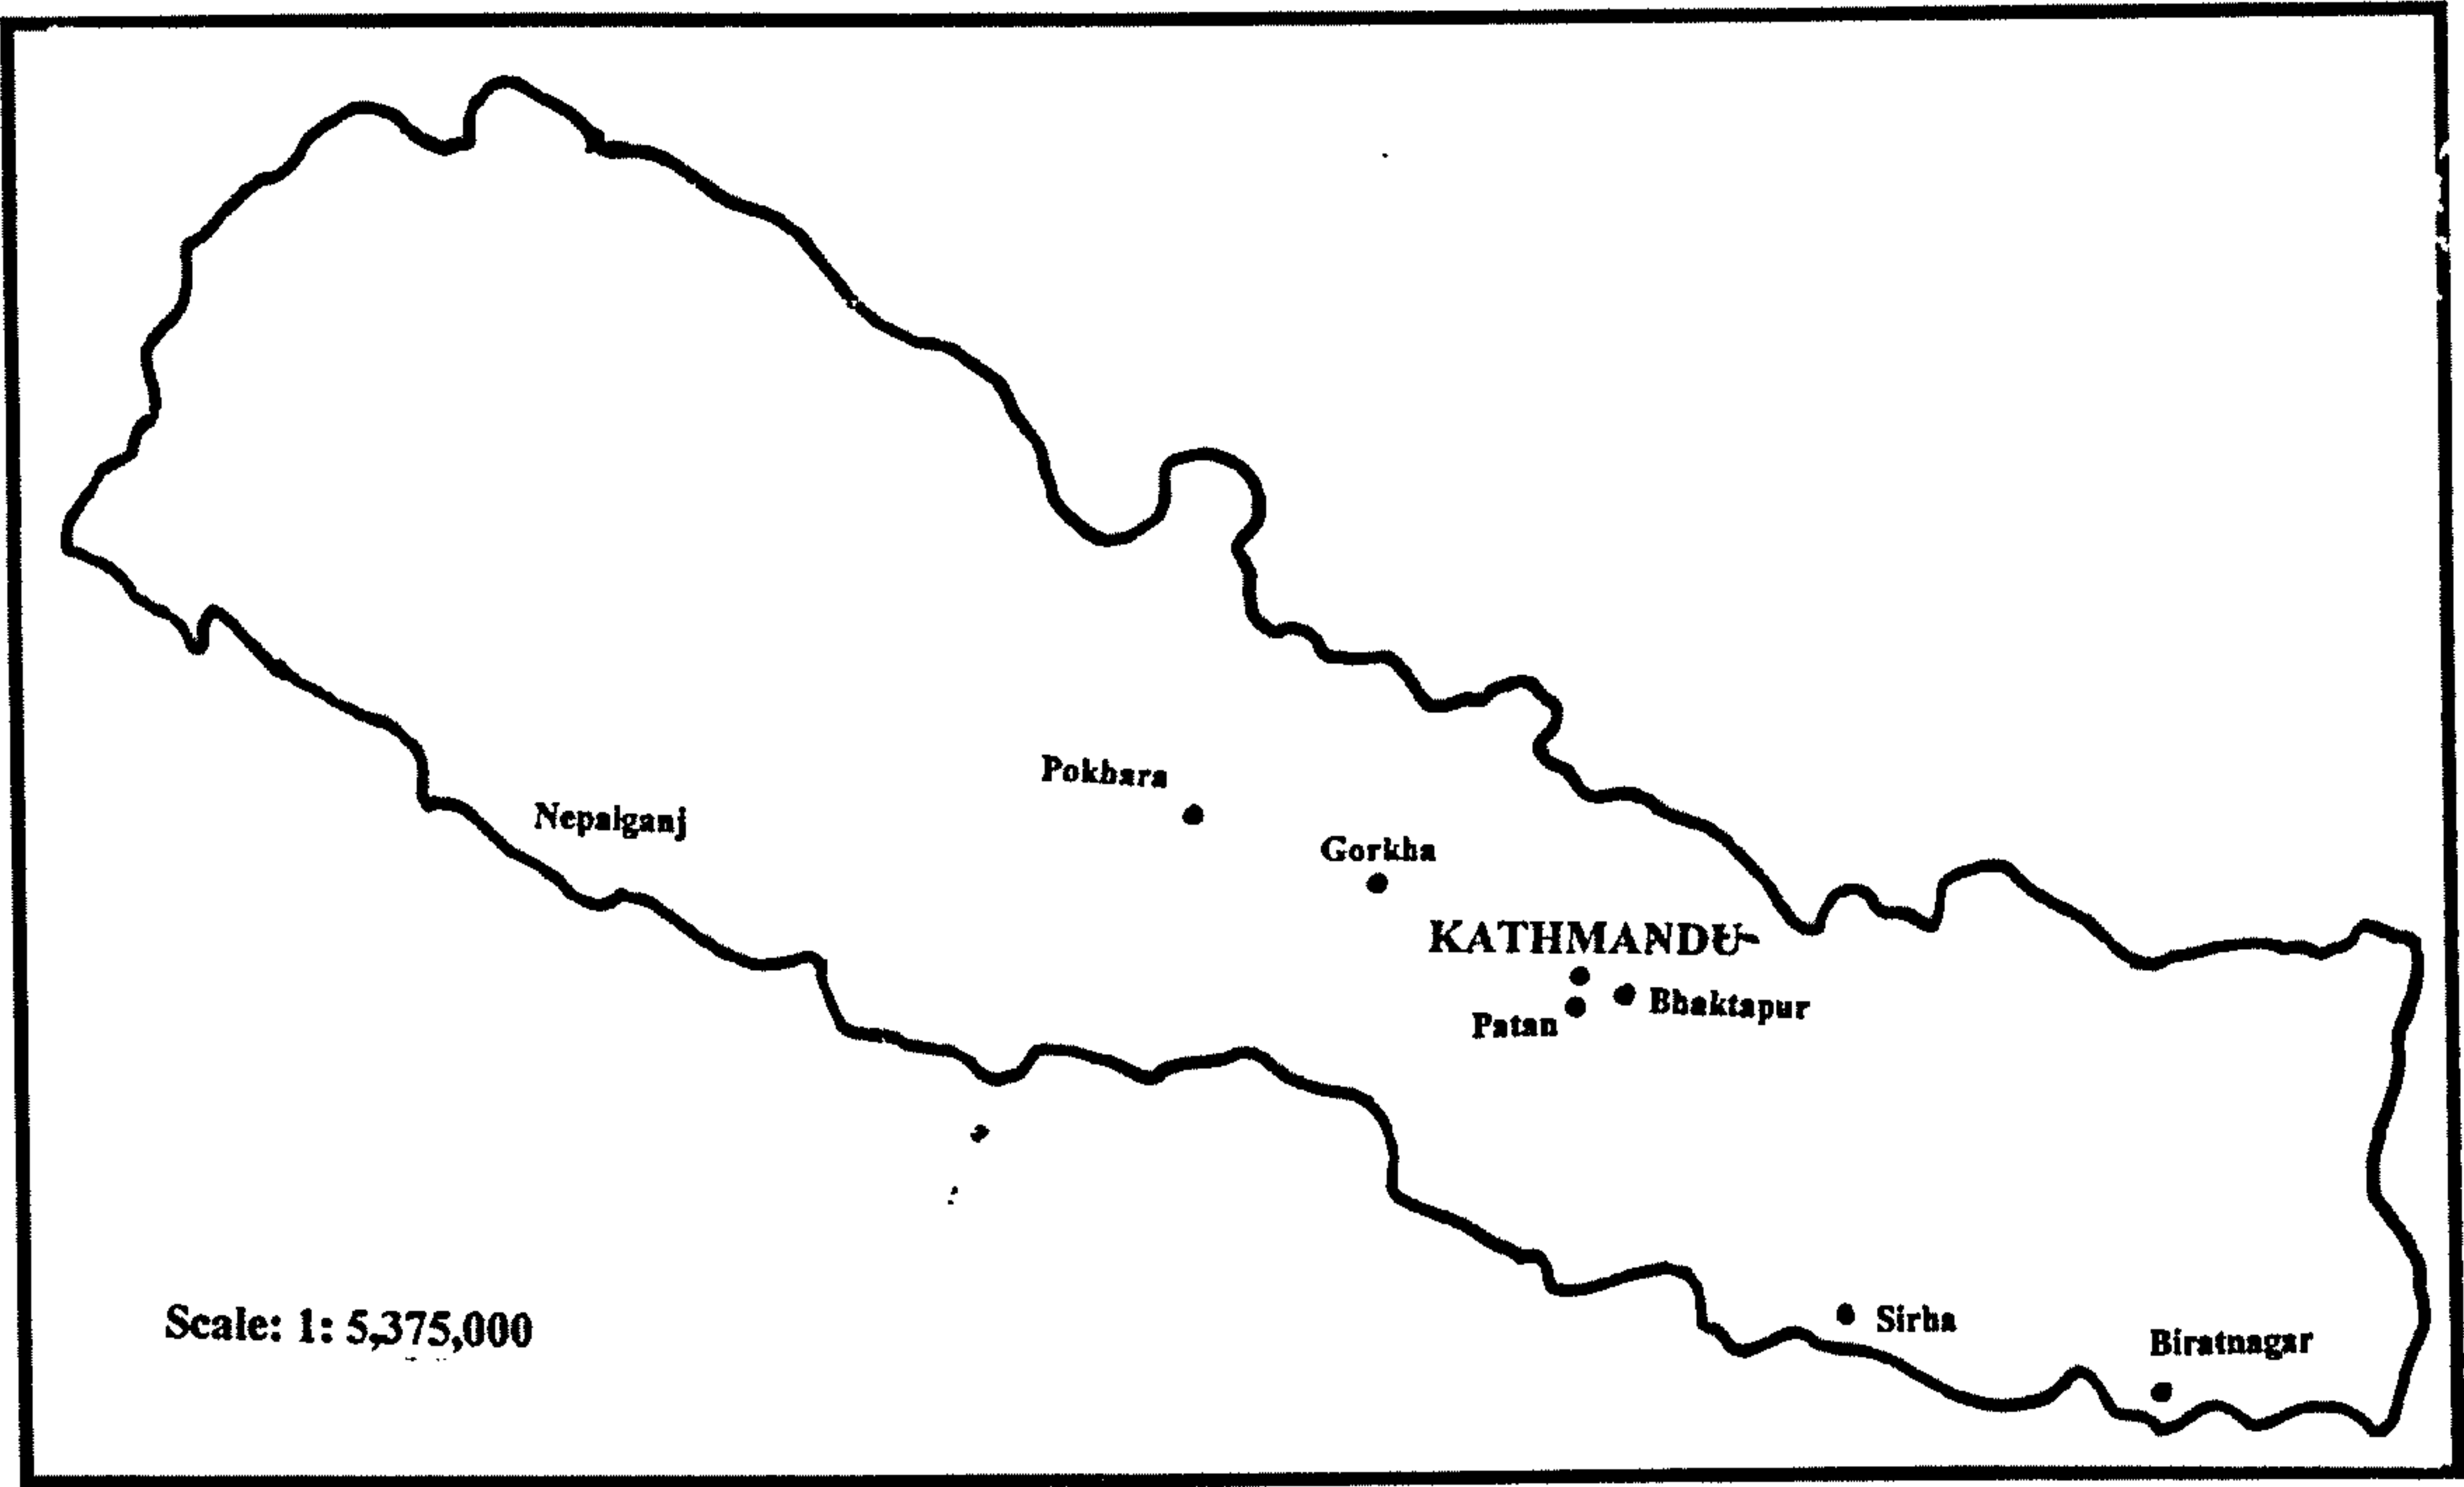 Pokhara
Nepalganj
Gorkha
KATHMANDU
Bhaktapur
Patan
Scale: 1: 5,375,000
Sirha
Biratnagar